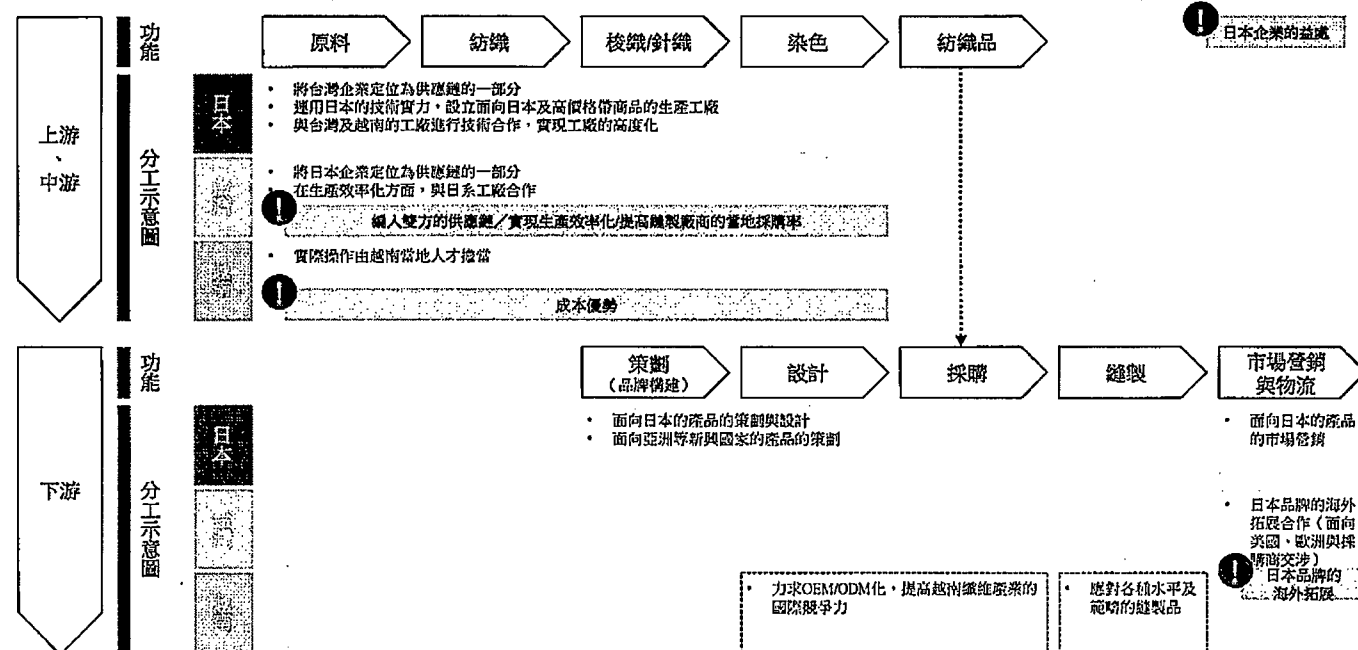 功能
原料
紡織
梭織/針織
染色
紡織品
日本企業的益處
上游、中游
分工示意圖
日本
• 將台灣企業定位為供應鏈的一部分
• 運用日本的技術實力，設立面向日本及高價格帶商品的生產工廠
• 與台灣及越南的工廠進行技術合作，實現工廠的高度化
• 將日本企業定位為供應鏈的一部分
• 在生產效率化方面，與日系工廠合作
編入雙方的供應鏈／實現生產效率化/提高縫製廠商的當地採購率
• 實際操作由越南當地人才擔當
成本優勢
功能
策劃
（品牌構建）
設計
採購
縫製
市場營銷
與物流
下游
分工示意圖
日本
• 面向日本的產品的策劃與設計
• 面向亞洲等新興國家的產品的策劃
• 面向日本的產品
的市場營銷
• 日本品牌的海外
拓展合作（面向
美國、歐洲與採
購商交涉）
日本品牌的
海外拓展
• 力求OEM/ODM化，提高越南纖維產業的
國際競爭力
• 應對各種水平及
範疇的縫製品